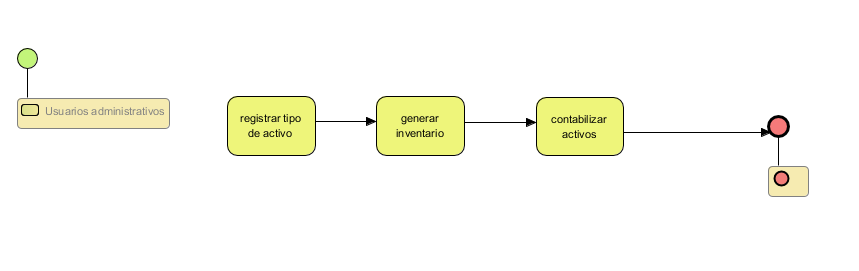 Usuarios administrativos
registrar tipo
de activo
generar
inventario
contabilizar
activos